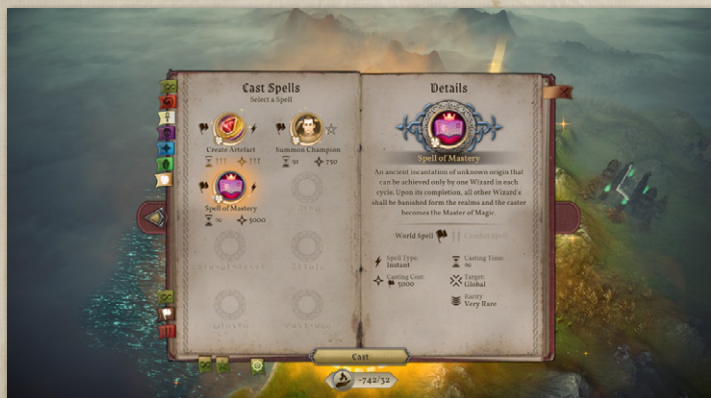 Cast Spells
Select a Spell
Create Artefact
Summon Champion
??? ???
750
Spell of Mastery
∞ 5000
Details
Spell of Mastery
An ancient incantation of unknown origin that
can be achieved only by one Wizard in each
cycle. Upon its completion, all other Wizard's
shall be banished form the realms and the caster
becomes the Master of Magic.
World Spell Combat Spell
Spell Type:
Instant
Casting Time:
∞
Casting Cost:
5000
Target:
Global
Rarity
Very Rare
Cast
-742/32